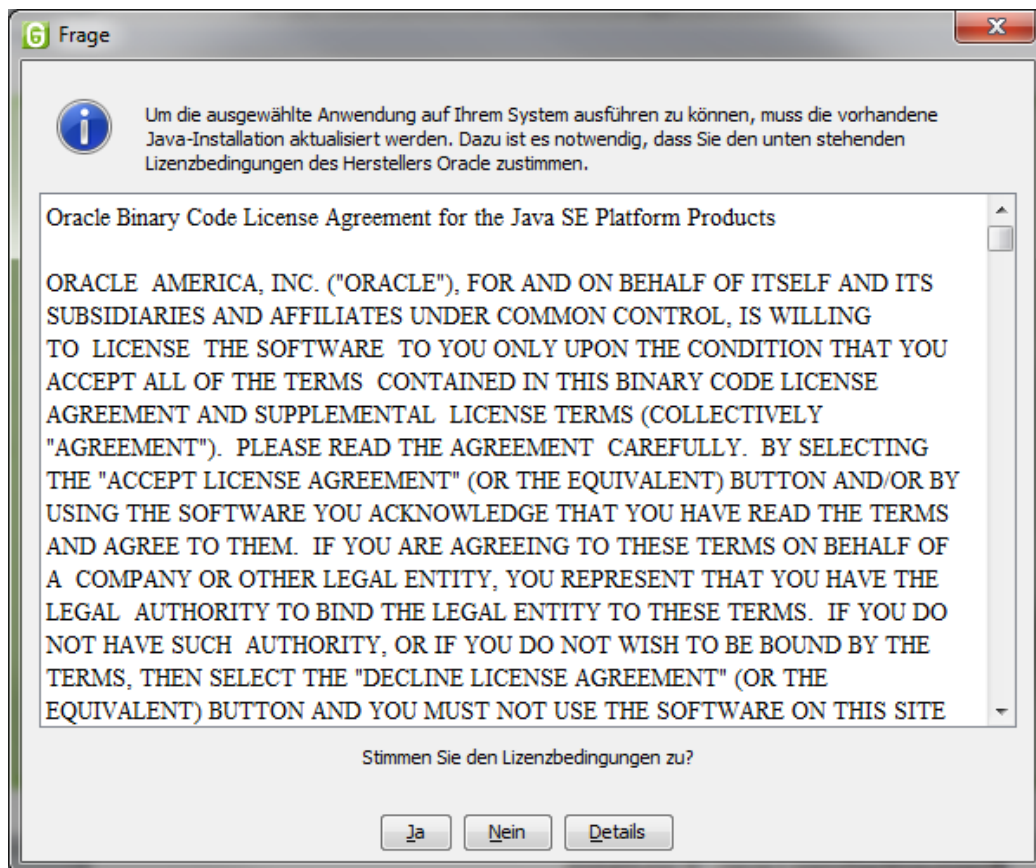 Frage
Um die ausgewählte Anwendung auf Ihrem System ausführen zu können, muss die vorhandene
Java-Installation aktualisiert werden. Dazu ist es notwendig, dass Sie den unten stehenden
Lizenzbedingungen des Herstellers Oracle zustimmen.
Oracle Binary Code License Agreement for the Java SE Platform Products
ORACLE  AMERICA, INC. ("ORACLE"), FOR AND ON BEHALF OF ITSELF AND ITS
SUBSIDIARIES AND AFFILIATES UNDER COMMON CONTROL, IS WILLING
TO  LICENSE  THE SOFTWARE  TO YOU ONLY UPON THE CONDITION THAT YOU
ACCEPT ALL OF THE TERMS  CONTAINED IN THIS BINARY CODE LICENSE
AGREEMENT AND SUPPLEMENTAL  LICENSE TERMS (COLLECTIVELY
"AGREEMENT").  PLEASE READ THE AGREEMENT  CAREFULLY.  BY SELECTING
THE "ACCEPT LICENSE AGREEMENT" (OR THE EQUIVALENT) BUTTON AND/OR BY
USING THE SOFTWARE YOU ACKNOWLEDGE THAT YOU HAVE READ THE TERMS
AND AGREE TO THEM.  IF YOU ARE AGREEING TO THESE TERMS ON BEHALF OF
A  COMPANY OR OTHER LEGAL ENTITY, YOU REPRESENT THAT YOU HAVE THE
LEGAL  AUTHORITY TO BIND THE LEGAL ENTITY TO THESE TERMS.  IF YOU DO
NOT HAVE SUCH  AUTHORITY, OR IF YOU DO NOT WISH TO BE BOUND BY THE
TERMS, THEN SELECT THE "DECLINE LICENSE AGREEMENT" (OR THE
EQUIVALENT) BUTTON AND YOU MUST NOT USE THE SOFTWARE ON THIS SITE
Stimmen Sie den Lizenzbedingungen zu?
Ja Nein Details